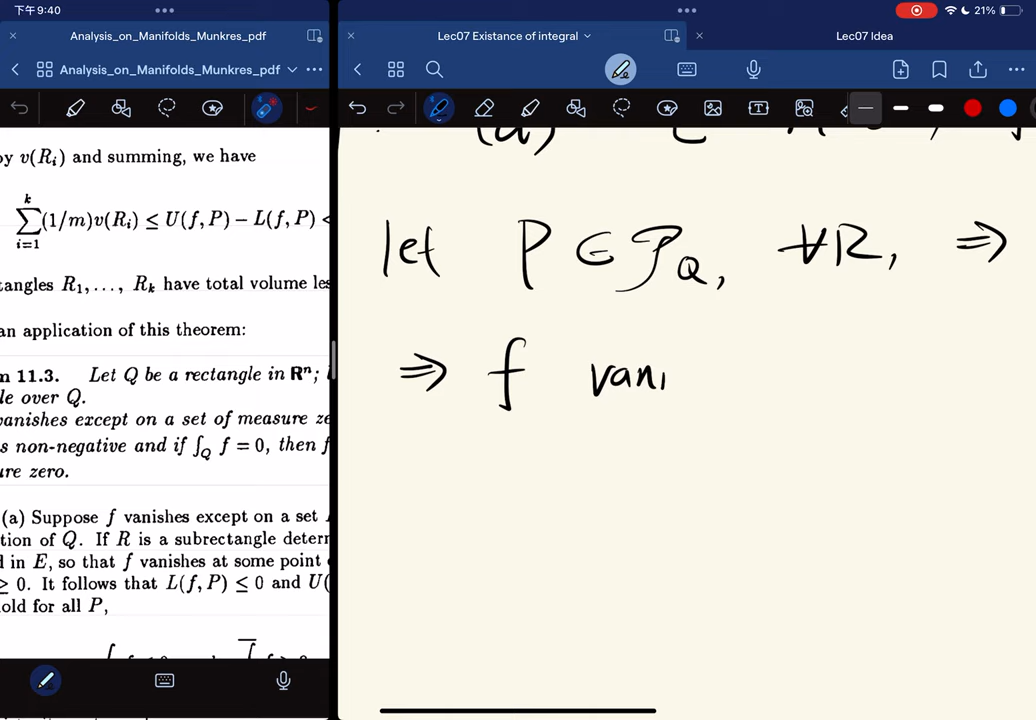 下午9:40
21%
Analysis_on_Manifolds_Munkres_pdf
Lec07 Existance of integral
Lec07 Idea
Analysis_on_Manifolds_Munkres_pdf
by v(Rᵢ) and summing, we have
∑ᵢ₌₁ᵏ (1/m)v(Rᵢ) ≤ U(f, P) − L(f, P) <
tangles R₁, . . . , Rₖ have total volume les
an application of this theorem:
m 11.3. Let Q be a rectangle in Rⁿ;
le over Q.
vanishes except on a set of measure ze
s non-negative and if ∫_Q f = 0, then f
ure zero.
(a) Suppose f vanishes except on a set
tion of Q. If R is a subrectangle deter
d in E, so that f vanishes at some point
≥ 0. It follows that L(f, P) ≤ 0 and U(
hold for all P,
(a)
let P ∈ 𝒫_Q, ∀R, ⇒
⇒ f vani